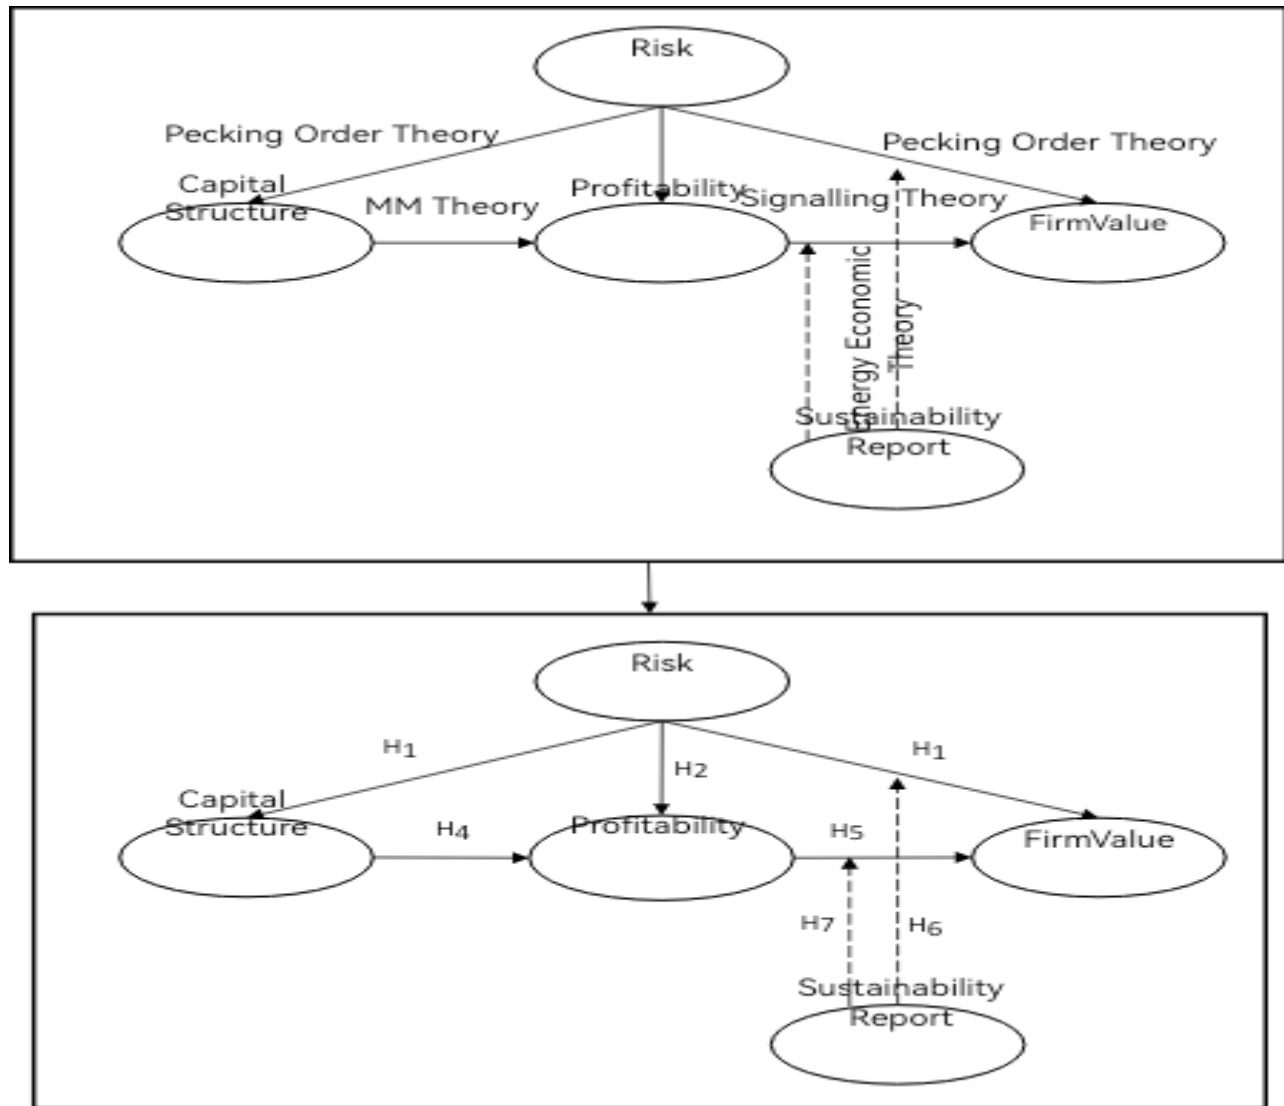 Risk
Pecking Order Theory
Pecking Order Theory
Capital
Structure
MM Theory
Profitability
Signalling Theory
FirmValue
Energy Economic
Theory
Sustainability
Report
Risk
H1
H1
H2
Capital
Structure
H4
Profitability
H5
FirmValue
H7
H6
Sustainability
Report